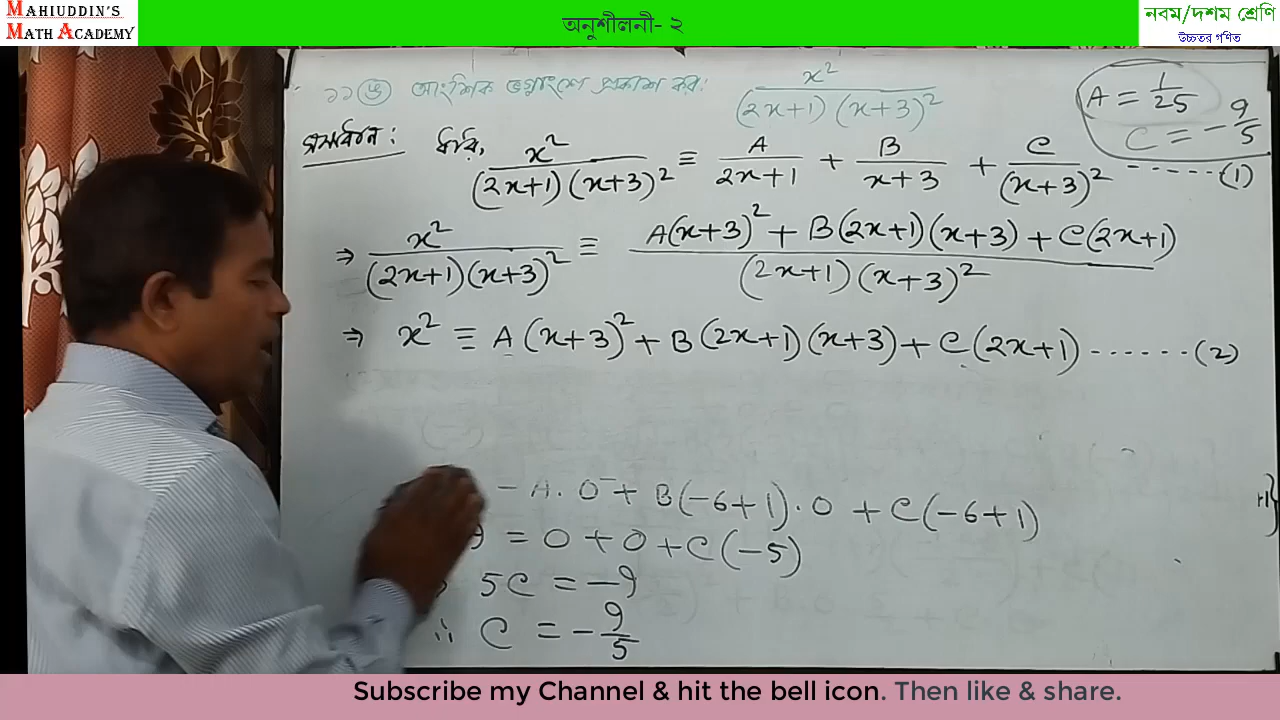 MAHIUDDIN'S
MATH ACADEMY
অনুশীলনী- ২
নবম/দশম শ্রেণি
উচ্চতর গণিত
১১ (ঙ) আংশিক ভগ্নাংশে প্রকাশ কর: x²/((2x+1)(x+3)²)
A = 1/25
C = -9/5
সমাধান: ধরি, x²/((2x+1)(x+3)²) ≡ A/(2x+1) + B/(x+3) + C/(x+3)² ......(1)
⇒ x²/((2x+1)(x+3)²) ≡ (A(x+3)² + B(2x+1)(x+3) + C(2x+1))/((2x+1)(x+3)²)
⇒ x² ≡ A(x+3)² + B(2x+1)(x+3) + C(2x+1) ......(2)
A.0 + B(-6+1).0 + C(-6+1)
= 0 + 0 + C(-5)
5C = -9
∴ C = -9/5
Subscribe my Channel & hit the bell icon. Then like & share.